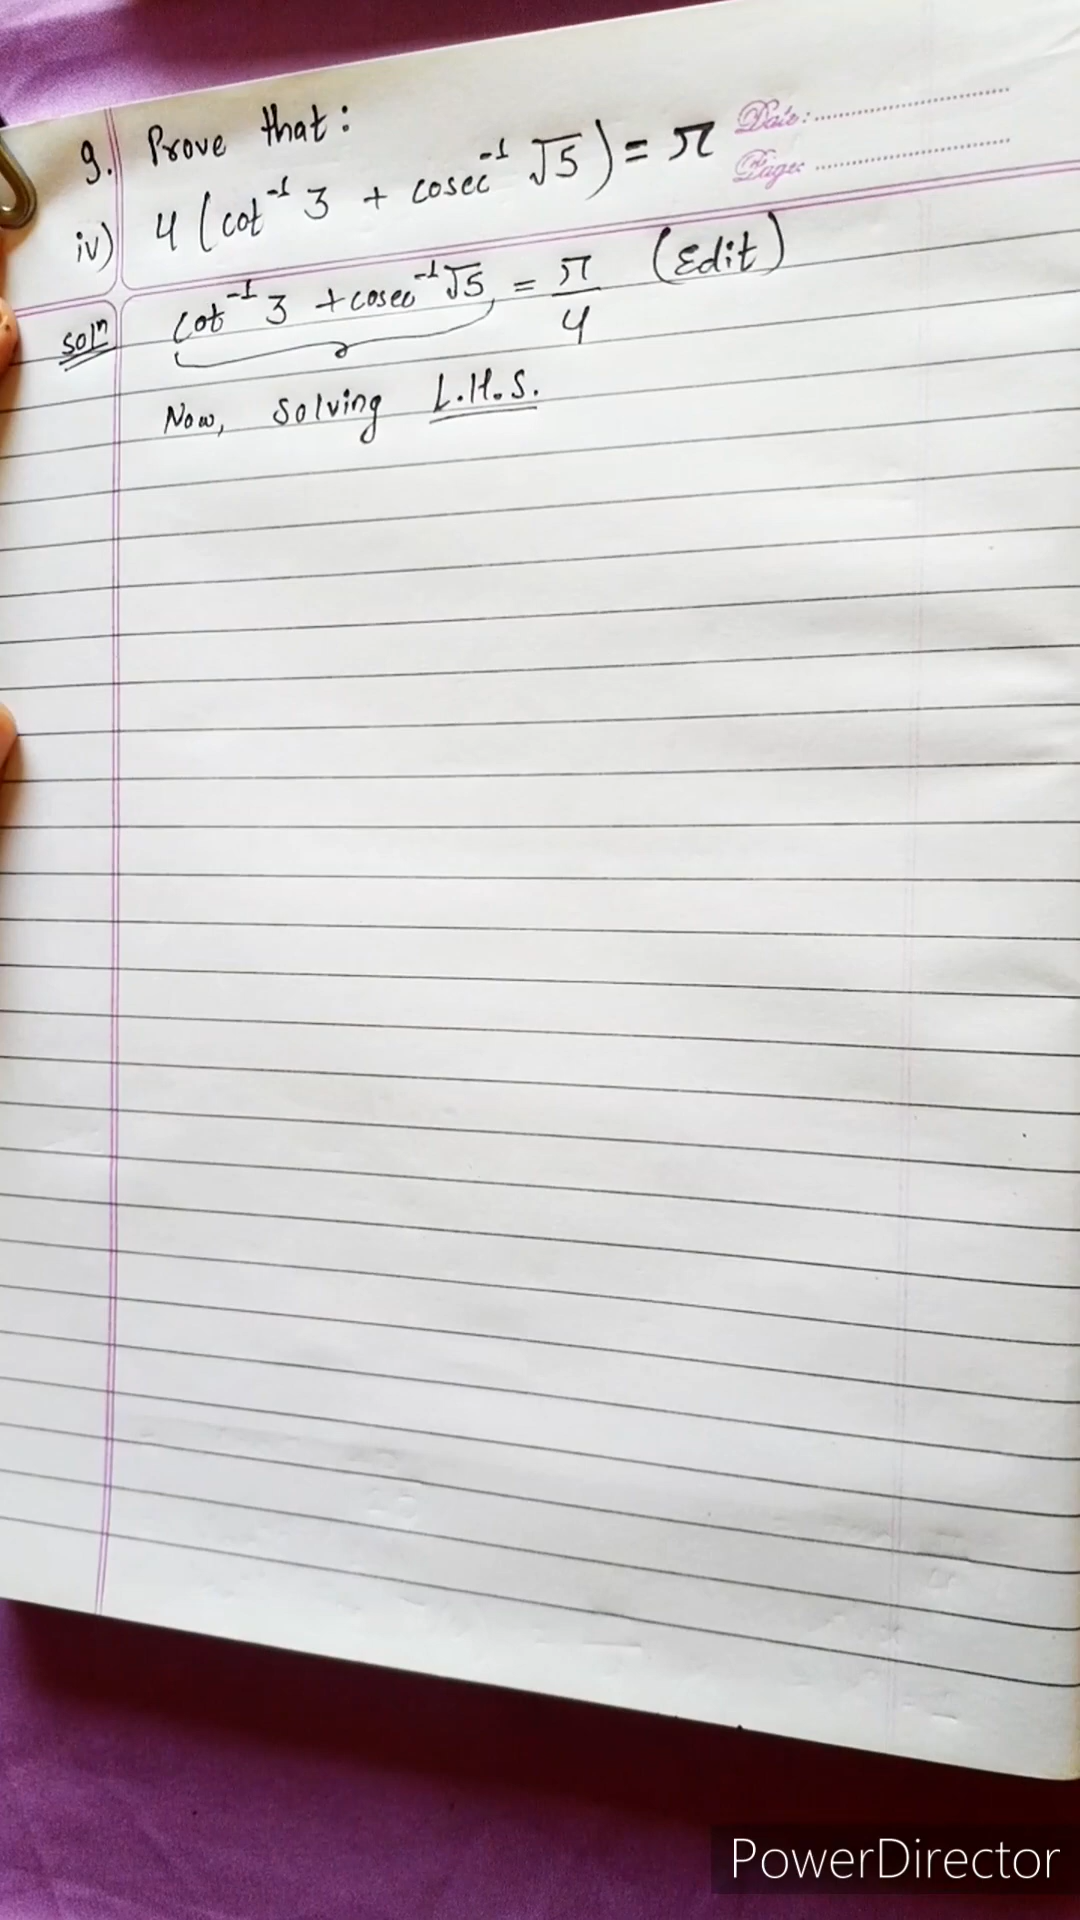 9. Prove that:
Date:
Page:
iv) 4 (cot⁻¹ 3 + cosec⁻¹ √5) = π
soln cot⁻¹ 3 + cosec⁻¹ √5 = π/4 (Edit)
Now, Solving L.H.S.
PowerDirector